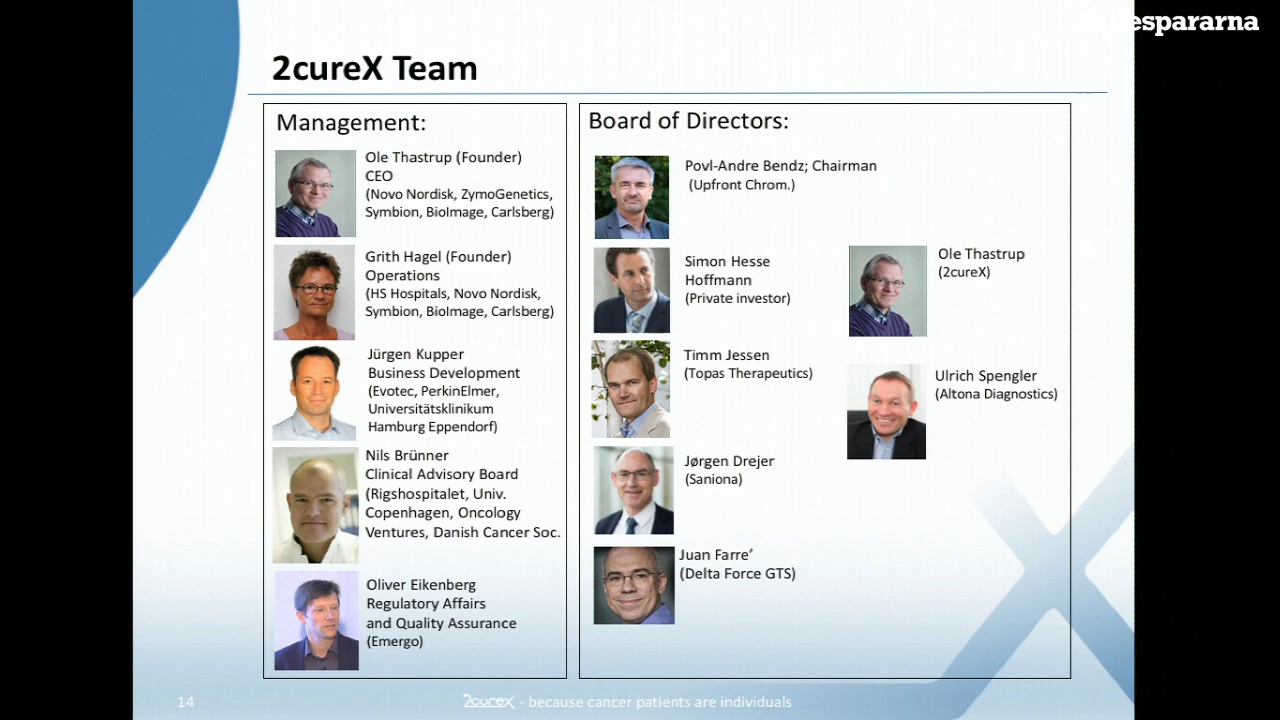 espararna
2cureX Team
Management:
Ole Thastrup (Founder)
CEO
(Novo Nordisk, ZymoGenetics,
Symbion, BioImage, Carlsberg)
Grith Hagel (Founder)
Operations
(HS Hospitals, Novo Nordisk,
Symbion, BioImage, Carlsberg)
Jürgen Kupper
Business Development
(Evotec, PerkinElmer,
Universitätsklinikum
Hamburg Eppendorf)
Nils Brünner
Clinical Advisory Board
(Rigshospitalet, Univ.
Copenhagen, Oncology
Ventures, Danish Cancer Soc.
Oliver Eikenberg
Regulatory Affairs
and Quality Assurance
(Emergo)
Board of Directors:
Povl-Andre Bendz; Chairman
(Upfront Chrom.)
Simon Hesse
Hoffmann
(Private investor)
Timm Jessen
(Topas Therapeutics)
Jørgen Drejer
(Saniona)
Juan Farre’
(Delta Force GTS)
Ole Thastrup
(2cureX)
Ulrich Spengler
(Altona Diagnostics)
14
2cureX - because cancer patients are individuals